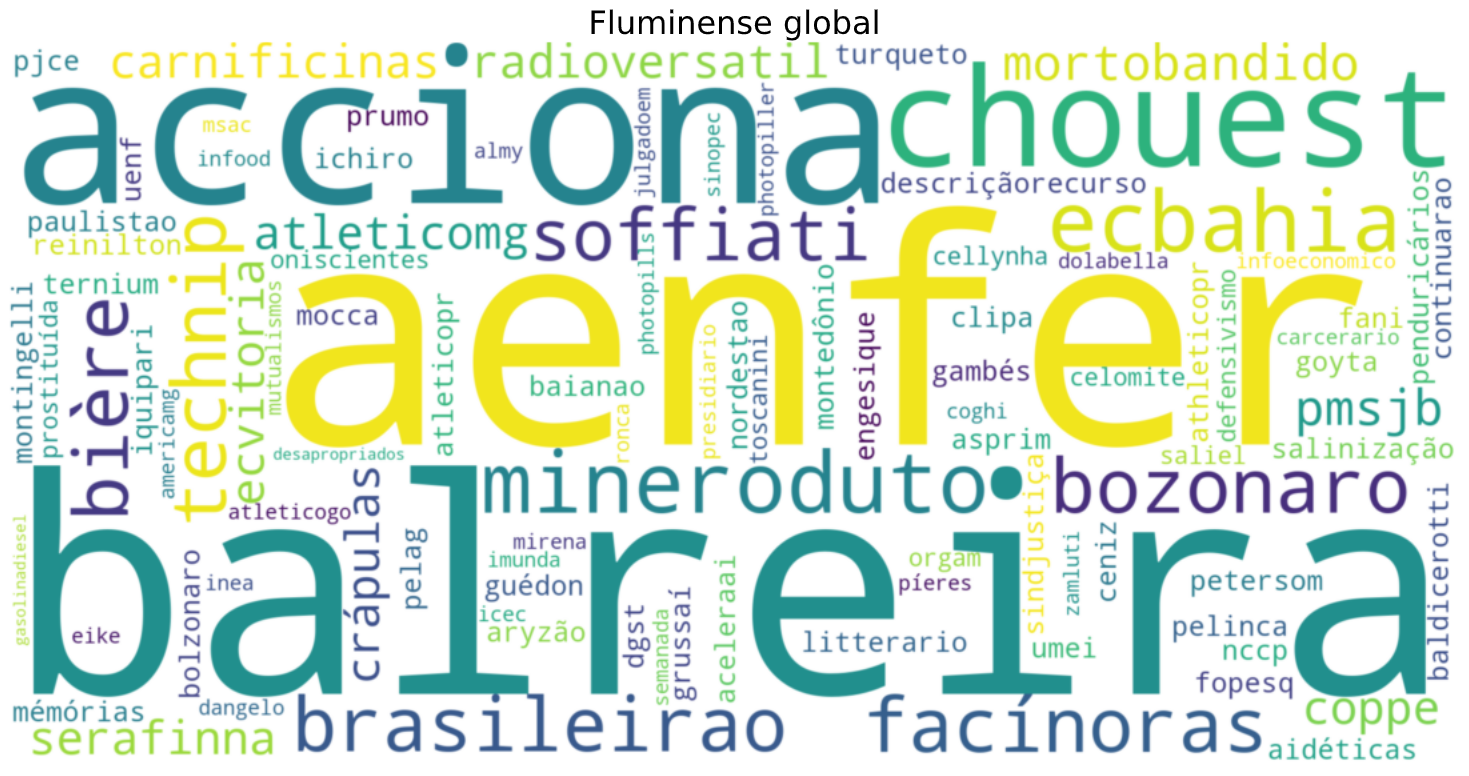 Fluminense global
pjce
carnificinas
radioversatil
turqueto
mortobandido
acciona
chouest
msac
prumo
infood
ichiro
almy
uenf
julgadoem
sinopec
photopiller
descriçãorecurso
paulistao
reinilton
atleticomg
soffiati
ecbahia
oniscientes
cellynha
dolabella
infoeconomico
penduricários
continuarao
ternium
technip
tecvitoria
mutualismos
photopills
aenfer
mocca
clipa
fani
carcerario
goyta
montingelli
prostituída
bière
iquipari
americamg
atleticopr
baianao
presidiario
nordestao
toscanini
montedônio
engesique
gambés
celomite
athleticopr
defensivismo
coghi
asprim
pmsjb
desapropriados
ronca
saliel
salinização
balreira
mineroduto
bozonaro
atleticogo
crápulas
gasolinadiesel
eike
bolzonaro
inea
pelag
mirena
imunda
guédon
icec
aryzão
dgst
semanada
grussaí
aceleraai
orgam
píeres
litterario
sindjustiça
umei
zamluti
ceniz
petersom
pelinca
nccp
fopesq
baldicerotti
mémórias
dangelo
serafinna
brasileirao
facínoras
coppe
aidéticas